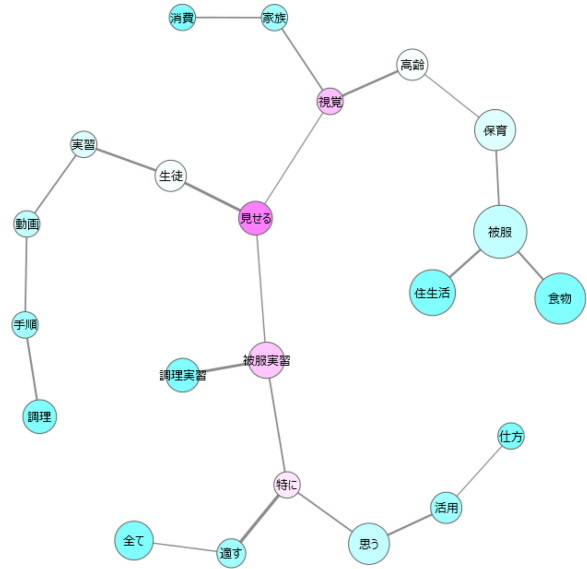 消費
家族
高齢
視覚
保育
実習
生徒
見せる
動画
被服
住生活
食物
手順
被服実習
調理実習
調理
仕方
特に
活用
全て
適す
思う